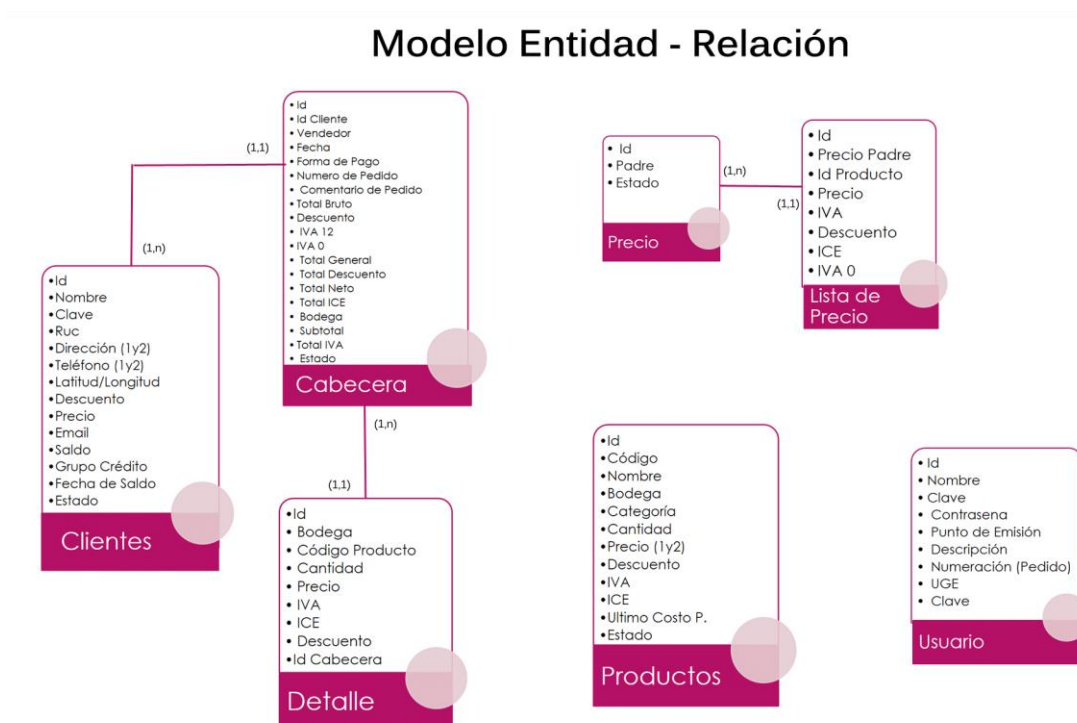 Modelo Entidad - Relación
• Id
• Id Cliente
• Vendedor
• Fecha
• Forma de Pago
• Numero de Pedido
• Comentario de Pedido
• Total Bruto
• Descuento
• IVA 12
• IVA 0
• Total General
• Total Descuento
• Total Neto
• Total ICE
• Bodega
• Subtotal
• Total IVA
• Estado
Cabecera
(1,1)
(1,n)
• Id
• Nombre
• Clave
• Ruc
• Dirección (1y2)
• Teléfono (1y2)
• Latitud/Longitud
• Descuento
• Precio
• Email
• Saldo
• Grupo Crédito
• Fecha de Saldo
• Estado
Clientes
(1,n)
(1,1)
• Id
• Bodega
• Código Producto
• Cantidad
• Precio
• IVA
• ICE
• Descuento
• Id Cabecera
Detalle
• Id
• Padre
• Estado
Precio
(1,n)
(1,1)
• Id
• Precio Padre
• Id Producto
• Precio
• IVA
• Descuento
• ICE
• IVA 0
Lista de
Precio
• Id
• Código
• Nombre
• Bodega
• Categoría
• Cantidad
• Precio (1y2)
• Descuento
• IVA
• ICE
• Ultimo Costo P.
• Estado
Productos
• Id
• Nombre
• Clave
• Contrasena
• Punto de Emisión
• Descripción
• Numeración (Pedido)
• UGE
• Clave
Usuario